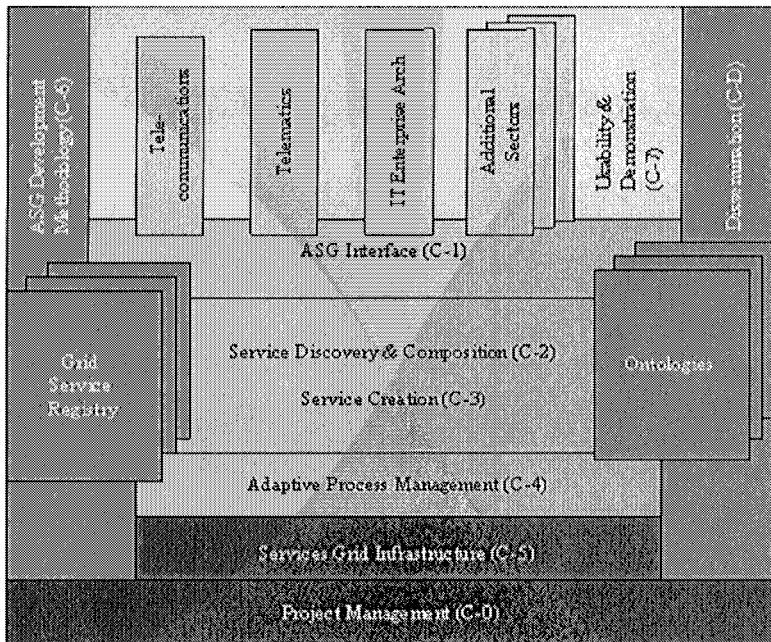 ASG Development
Methodology (C-6)
Tele-
communications
Telematics
IT Enterprise Arch
Additional
Sectors
Usability &
Demonstration
(C-7)
Dissemination (C-D)
ASG Interface (C-1)
Grid
Service
Registry
Service Discovery & Composition (C-2)
Service Creation (C-3)
Ontologies
Adaptive Process Management (C-4)
Services Grid Infrastructure (C-5)
Project Management (C-0)